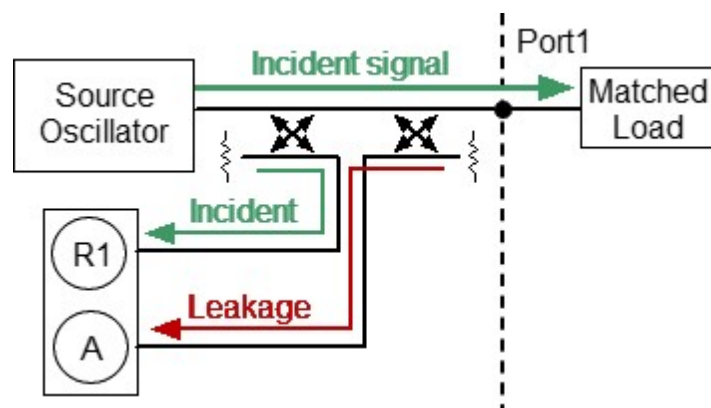 Port1
Incident signal
Source
Oscillator
Matched
Load
Incident
R1
Leakage
A